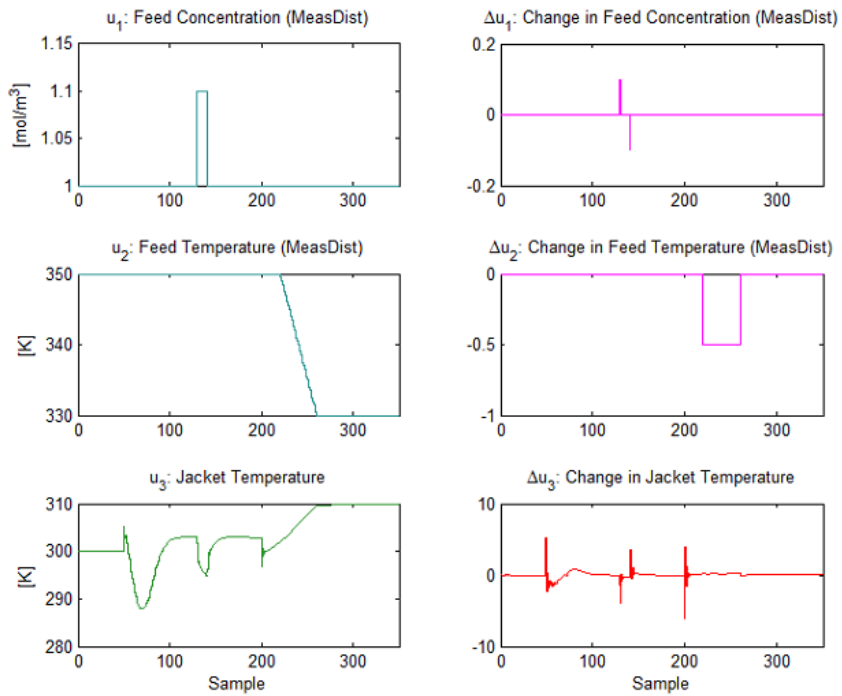 u₁: Feed Concentration (MeasDist)
1.15
1.1
1.05
1
[mol/m³]
0 100 200 300
Δu₁: Change in Feed Concentration (MeasDist)
0.2
0
-0.2
0 100 200 300
u₂: Feed Temperature (MeasDist)
350
340
330
[K]
0 100 200 300
Δu₂: Change in Feed Temperature (MeasDist)
0
-0.5
-1
0 100 200 300
u₃: Jacket Temperature
310
300
290
280
[K]
0 100 200 300
Sample
Δu₃: Change in Jacket Temperature
10
0
-10
0 100 200 300
Sample